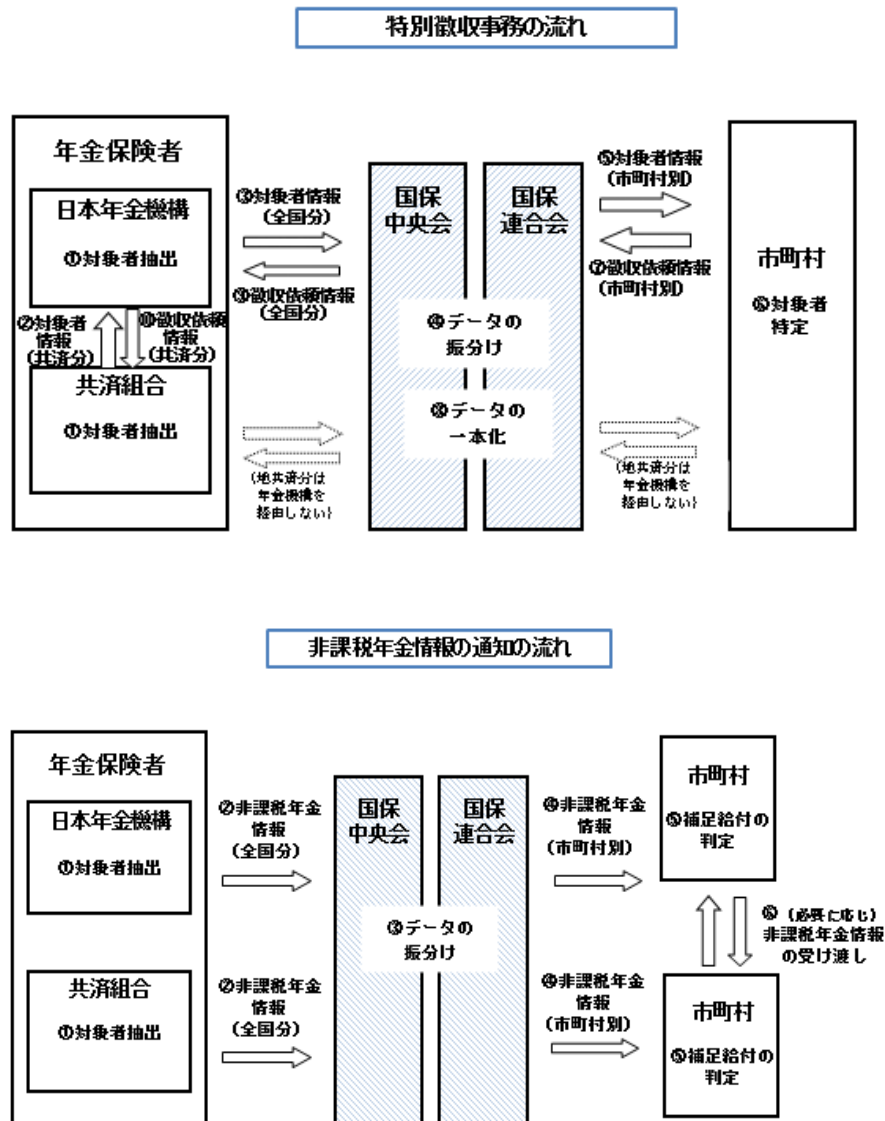 特別徴収事務の流れ
年金保険者
日本年金機構
①対象者抽出
②対象者
情報
(共済分)
⑩徴収依頼
情報
(共済分)
共済組合
①対象者抽出
③対象者情報
(全国分)
⑨徴収依頼情報
(全国分)
(地共済分は
年金機構を
経由しない)
国保
中央会
国保
連合会
④データの
振分け
⑧データの
一本化
⑤対象者情報
(市町村別)
⑦徴収依頼情報
(市町村別)
(地共済分は
年金機構を
経由しない)
市町村
⑥対象者
特定
非課税年金情報の通知の流れ
年金保険者
日本年金機構
①対象者抽出
共済組合
①対象者抽出
②非課税年金
情報
(全国分)
②非課税年金
情報
(全国分)
国保
中央会
国保
連合会
③データの
振分け
④非課税年金
情報
(市町村別)
④非課税年金
情報
(市町村別)
市町村
⑤補足給付の
判定
⑥（必要に応じ）
非課税年金情報
の受け渡し
市町村
⑤補足給付の
判定